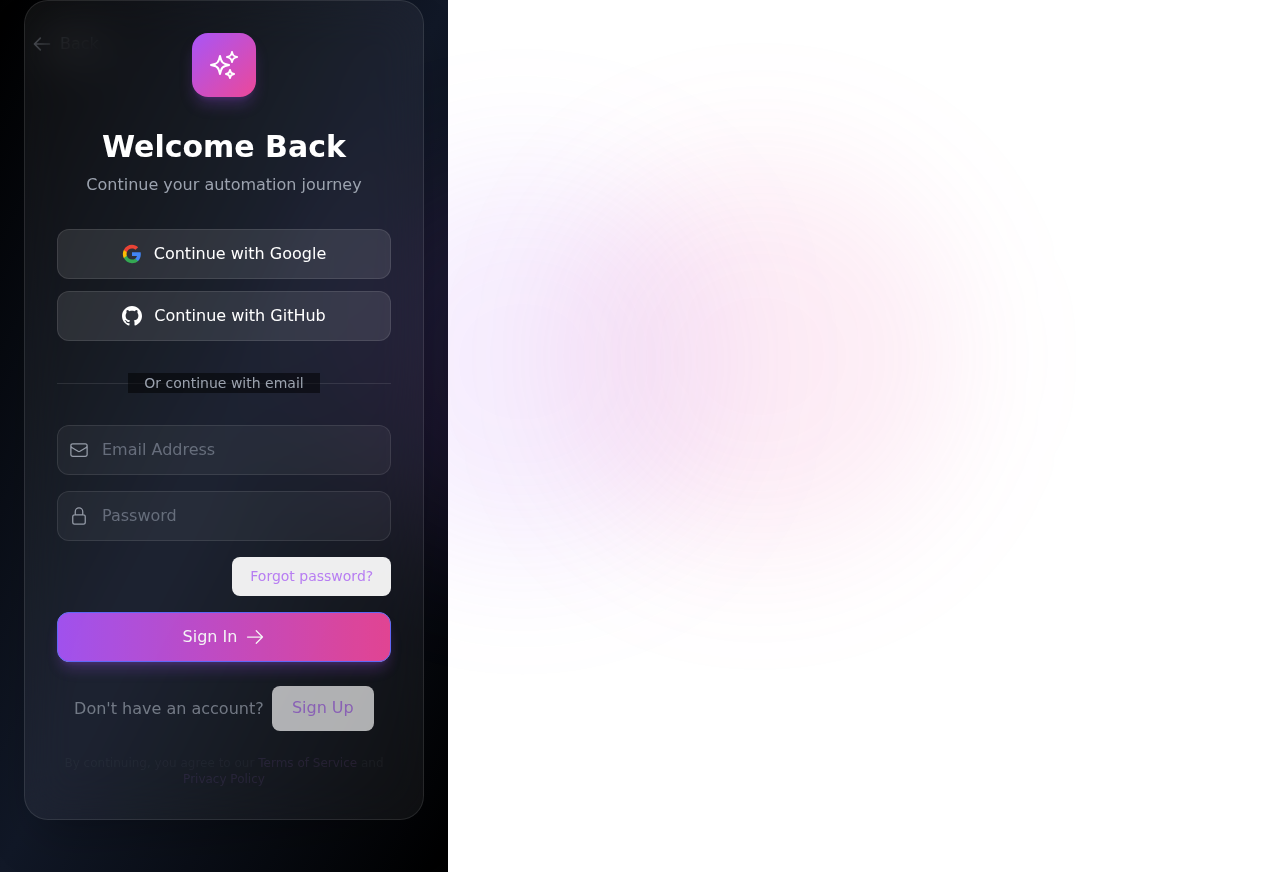 Back
Welcome Back
Continue your automation journey
Continue with Google
Continue with GitHub
Or continue with email
Email Address
Password
Forgot password?
Sign In
Don't have an account? Sign Up
By continuing, you agree to our Terms of Service and
Privacy Policy